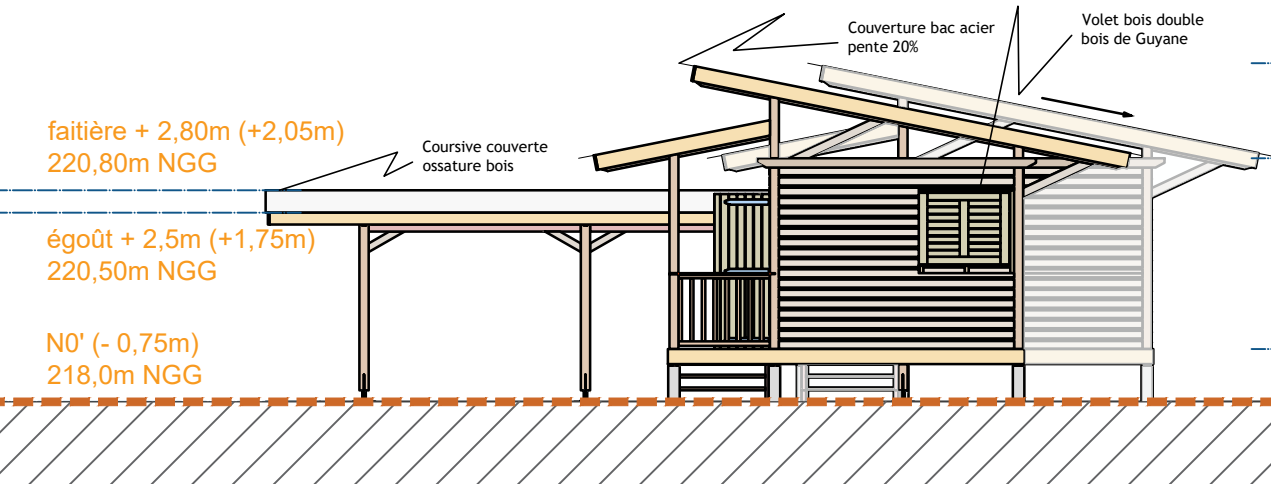 Couverture bac acier
pente 20%
Volet bois double
bois de Guyane
faitière + 2,80m (+2,05m)
220,80m NGG
Coursive couverte
ossature bois
égoût + 2,5m (+1,75m)
220,50m NGG
N0' (- 0,75m)
218,0m NGG